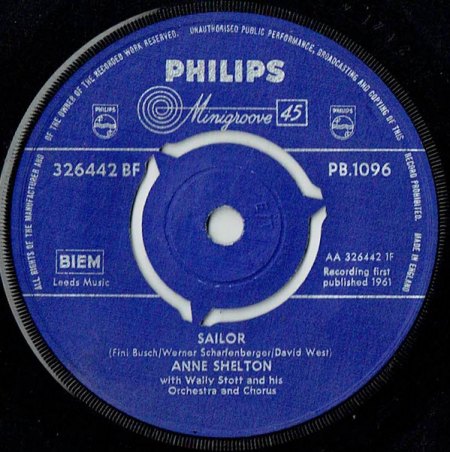 ALL RIGHTS OF THE MANUFACTURER AND OF THE OWNER OF THE RECORDED WORK RESERVED. UNAUTHORISED PUBLIC PERFORMANCE, BROADCASTING AND COPYING OF THIS RECORD PROHIBITED. MADE IN ENGLAND
PHILIPS
PHILIPS
Minigroove 45
PHILIPS
326442 BF
PB.1096
BIEM
Leeds Music
AA 326442 1F
Recording first
published 1961
SAILOR
(Fini Busch/Werner Scharfenberger/David West)
ANNE SHELTON
with Wally Stott and his
Orchestra and Chorus